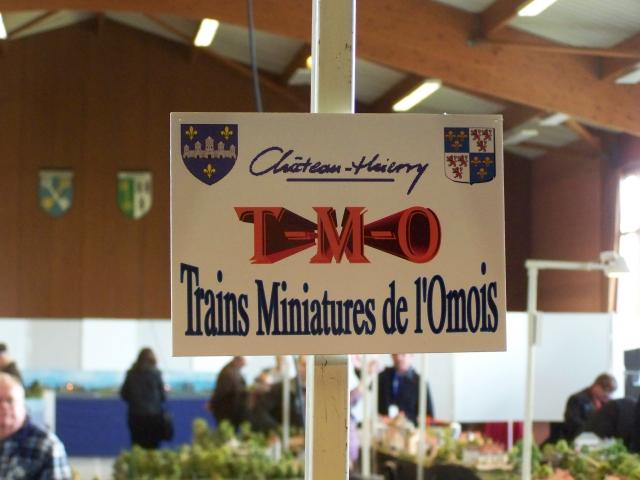 Château-thierry
T-M-O
Trains Miniatures de l'Omois